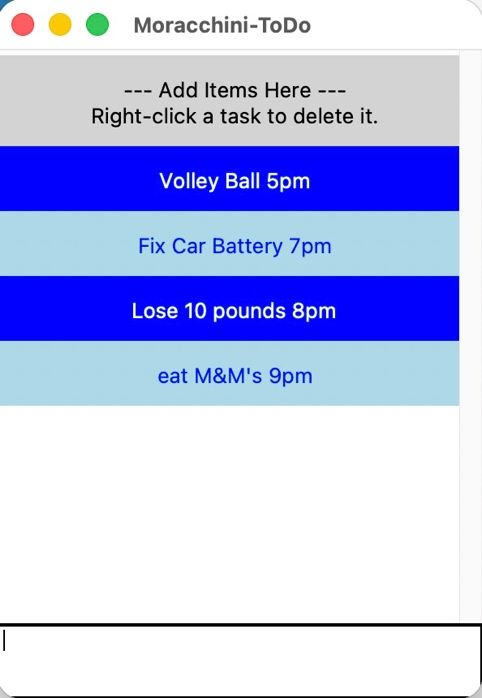 Moracchini-ToDo
--- Add Items Here ---
Right-click a task to delete it.
Volley Ball 5pm
Fix Car Battery 7pm
Lose 10 pounds 8pm
eat M&M's 9pm